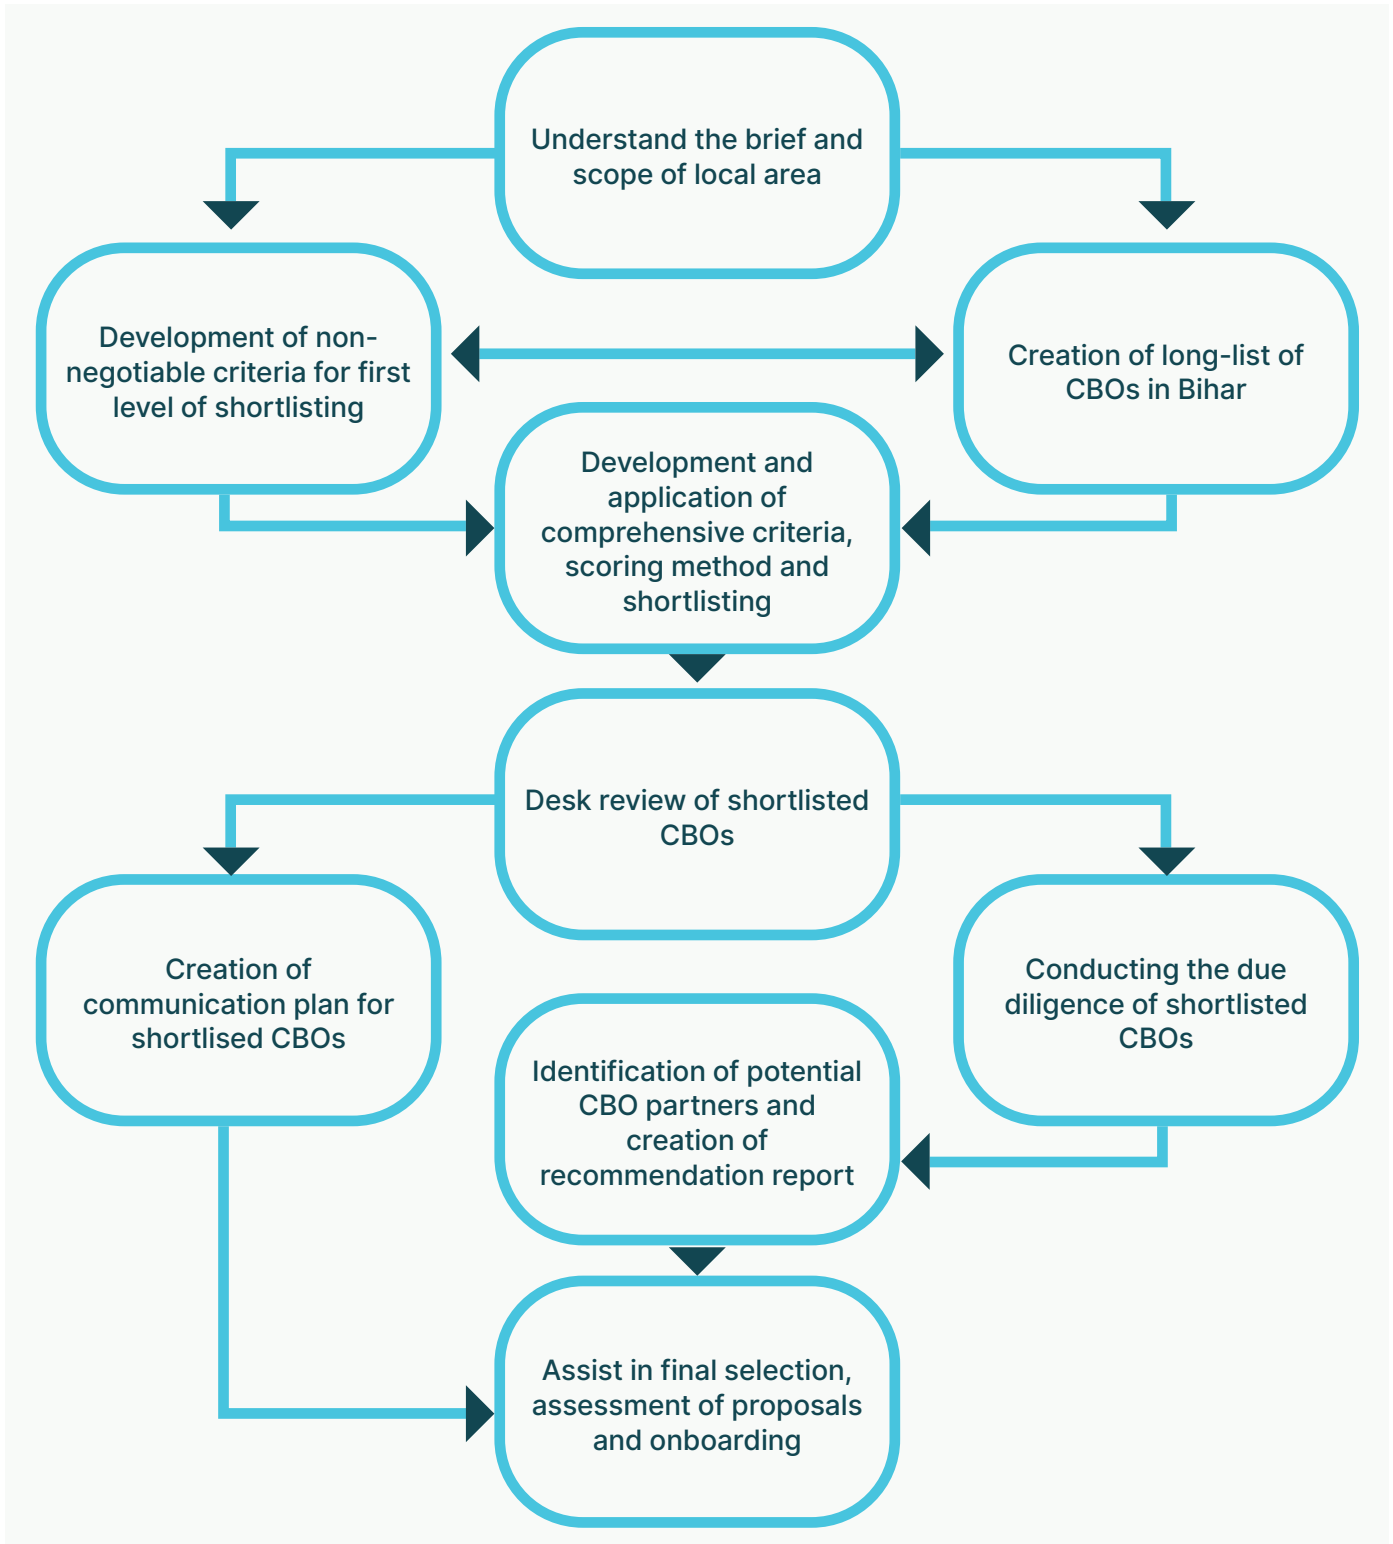 Understand the brief and
scope of local area
Development of non-
negotiable criteria for first
level of shortlisting
Creation of long-list of
CBOs in Bihar
Development and
application of
comprehensive criteria,
scoring method and
shortlisting
Desk review of shortlisted
CBOs
Creation of
communication plan for
shortlised CBOs
Conducting the due
diligence of shortlisted
CBOs
Identification of potential
CBO partners and
creation of
recommendation report
Assist in final selection,
assessment of proposals
and onboarding